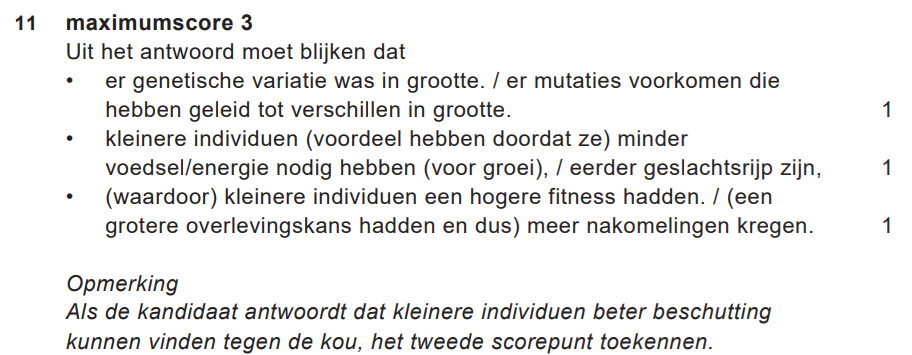 11 maximumscore 3
Uit het antwoord moet blijken dat
• er genetische variatie was in grootte. / er mutaties voorkomen die
hebben geleid tot verschillen in grootte. 1
• kleinere individuen (voordeel hebben doordat ze) minder
voedsel/energie nodig hebben (voor groei), / eerder geslachtsrijp zijn, 1
• (waardoor) kleinere individuen een hogere fitness hadden. / (een
grotere overlevingskans hadden en dus) meer nakomelingen kregen. 1
Opmerking
Als de kandidaat antwoordt dat kleinere individuen beter beschutting
kunnen vinden tegen de kou, het tweede scorepunt toekennen.